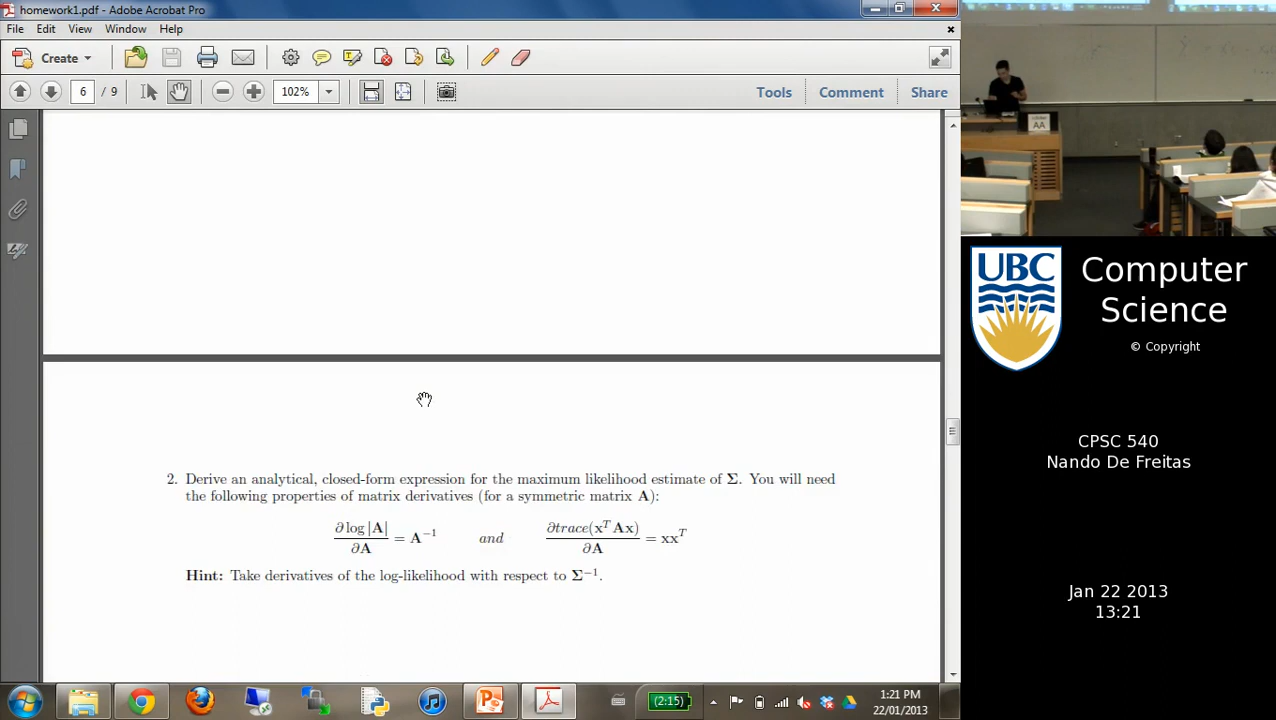 homework1.pdf - Adobe Acrobat Pro
File Edit View Window Help
Create
6 / 9 102% Tools Comment Share
2. Derive an analytical, closed-form expression for the maximum likelihood estimate of Σ. You will need
the following properties of matrix derivatives (for a symmetric matrix A):
∂ log |A| / ∂A = A⁻¹ and ∂trace(xᵀAx) / ∂A = xxᵀ
Hint: Take derivatives of the log-likelihood with respect to Σ⁻¹.
AA
UBC
Computer
Science
© Copyright
CPSC 540
Nando De Freitas
Jan 22 2013
13:21
(2:15)
1:21 PM
22/01/2013